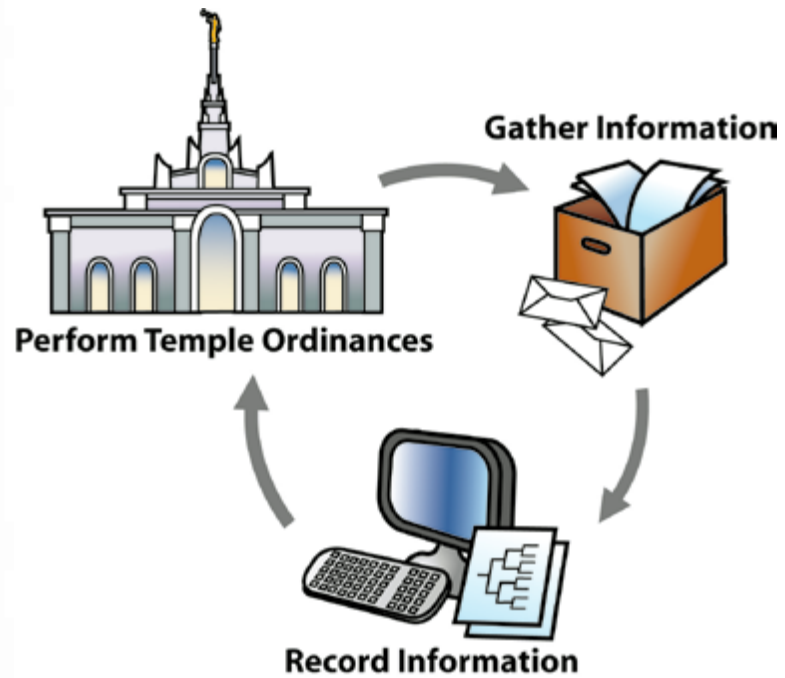 Gather Information
Perform Temple Ordinances
Record Information